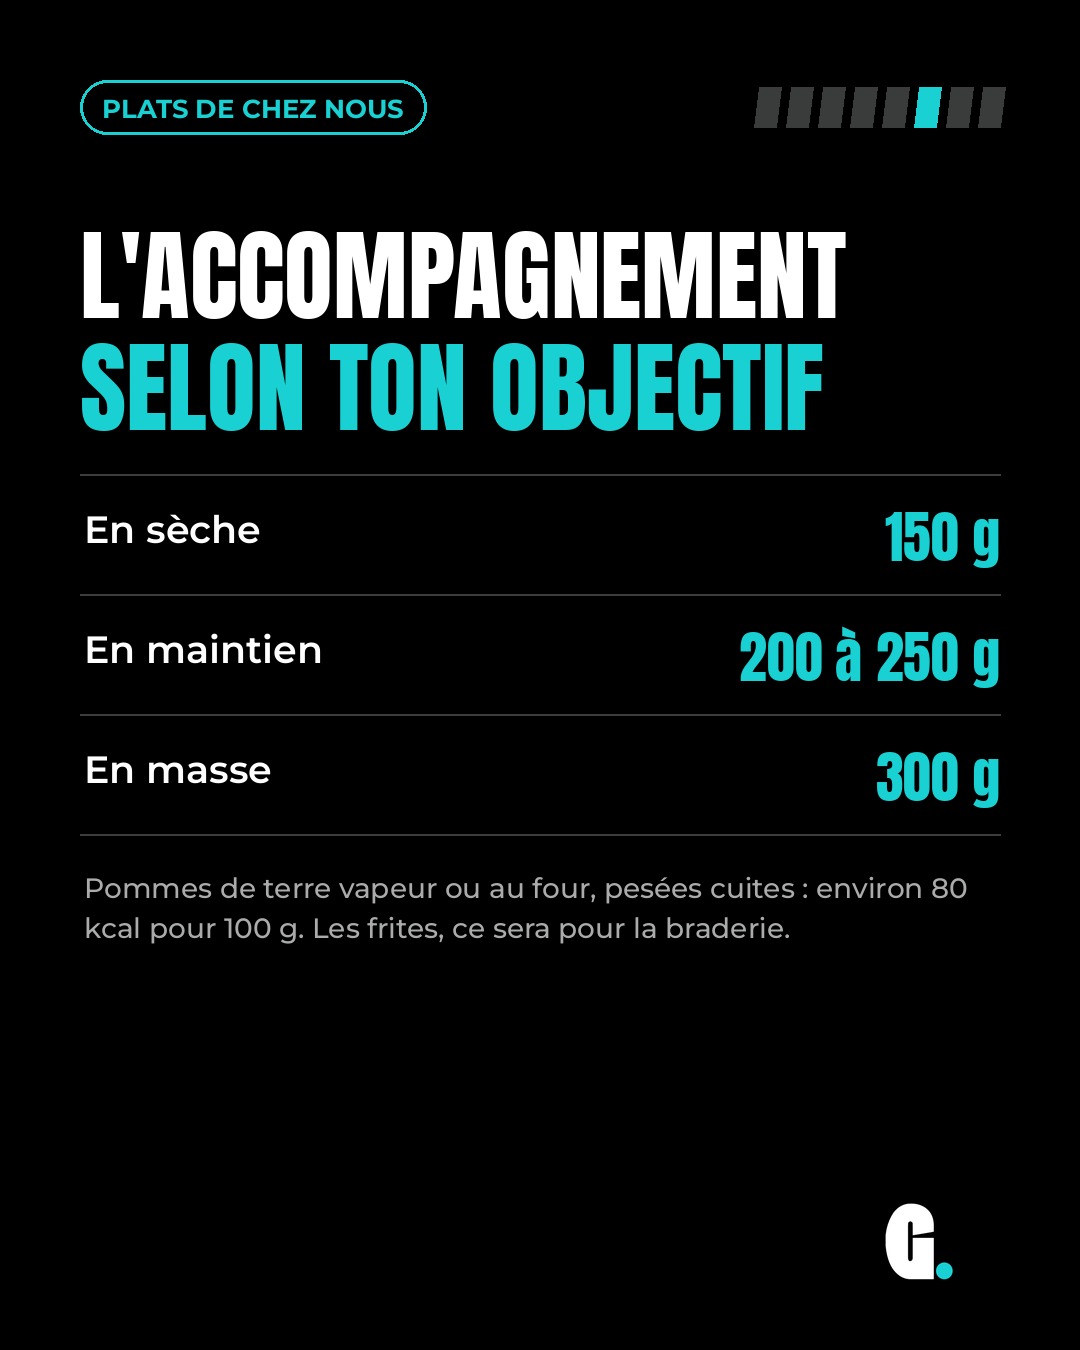 PLATS DE CHEZ NOUS
L'ACCOMPAGNEMENT
SELON TON OBJECTIF
En sèche 150 g
En maintien 200 à 250 g
En masse 300 g
Pommes de terre vapeur ou au four, pesées cuites : environ 80
kcal pour 100 g. Les frites, ce sera pour la braderie.
G.